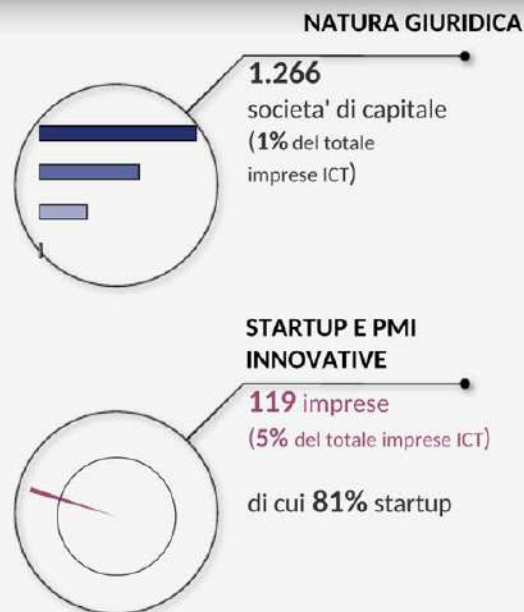 NATURA GIURIDICA
1.266
societa' di capitale
(1% del totale
imprese ICT)
STARTUP E PMI
INNOVATIVE
119 imprese
(5% del totale imprese ICT)
di cui 81% startup